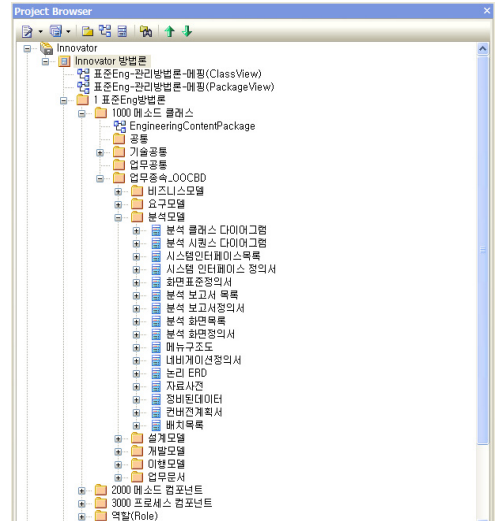 Project Browser
Innovator
Innovator 방법론
표준Eng-관리방법론-매핑(ClassView)
표준Eng-관리방법론-매핑(PackageView)
1 표준Eng방법론
1000 메소드 클래스
EngineeringContentPackage
공통
기술공통
업무공통
업무종속_OOCBD
비즈니스모델
요구모델
분석모델
분석 클래스 다이어그램
분석 시퀀스 다이어그램
시스템인터페이스목록
시스템 인터페이스 정의서
화면표준정의서
분석 보고서 목록
분석 보고서정의서
분석 화면목록
분석 화면정의서
메뉴구조도
네비게이션정의서
논리 ERD
자료사전
정비된데이터
컨버전계획서
배치목록
설계모델
개발모델
이행모델
업무문서
2000 메소드 컴포넌트
3000 프로세스 컴포넌트
역할(Role)